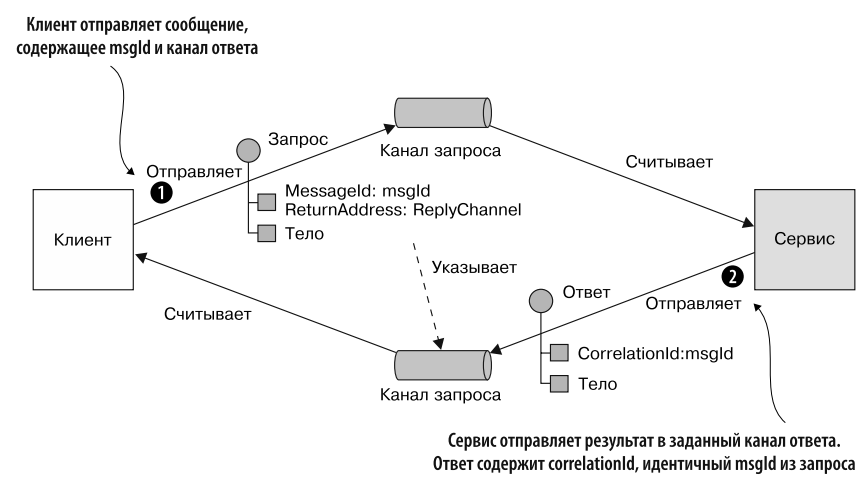 Клиент отправляет сообщение,
содержащее msgId и канал ответа
Запрос
Канал запроса
Отправляет
1
Считывает
MessageId: msgId
ReturnAddress: ReplyChannel
Тело
Клиент
Сервис
Указывает
2
Ответ
Отправляет
Считывает
CorrelationId:msgId
Тело
Канал запроса
Сервис отправляет результат в заданный канал ответа.
Ответ содержит correlationId, идентичный msgId из запроса